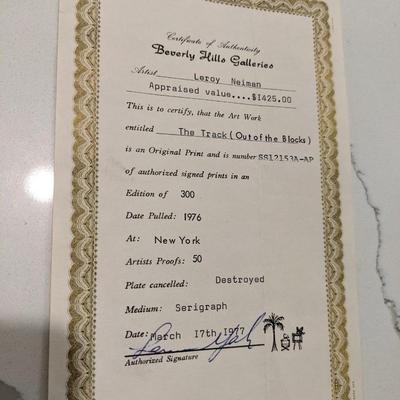 Certificate of Authenticity
Beverly Hills Galleries
Artist Leroy Neiman
Appraised value....$1425.00
This is to certify, that the Art Work
entitled The Track (Out of the Blocks)
is an Original Print and is number SS12153A-AP
of authorized signed prints in an
Edition of 300
Date Pulled: 1976
At: New York
Artists Proofs: 50
Plate cancelled: Destroyed
Medium: Serigraph
Date: March 17th 1977
Authorized Signature